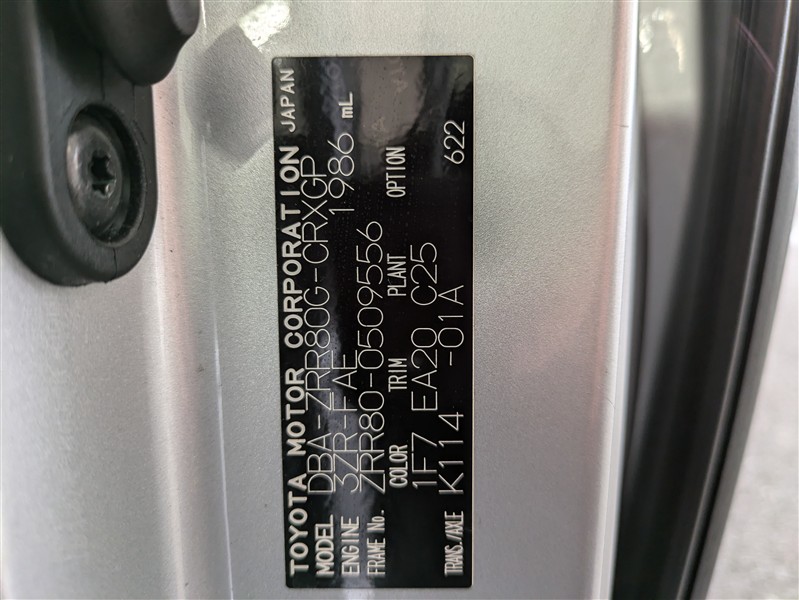 TOYOTA MOTOR CORPORATION JAPAN
MODEL DBA-ZRR80G-CRXGP
ENGINE 3ZR-FAE 1986 mL
FRAME No. ZRR80-0509556
COLOR TRIM PLANT OPTION
1F7 EA20 C25
TRANS./AXLE K114 -01A 622